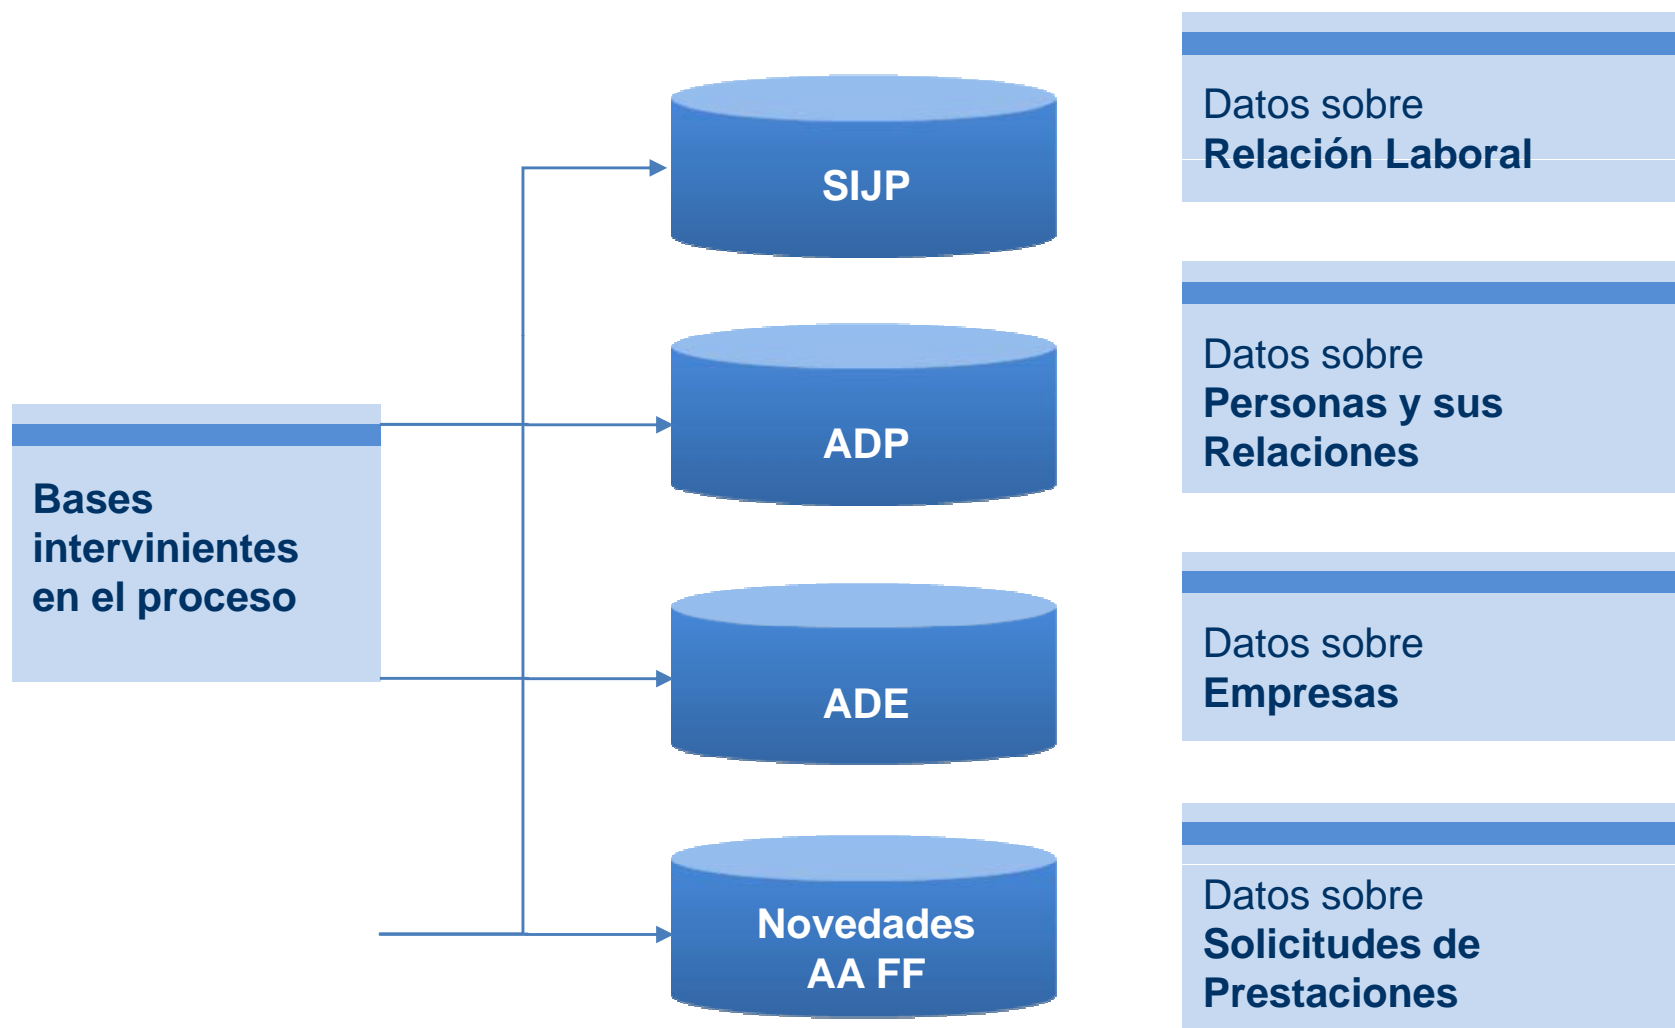 Bases
intervinientes
en el proceso
SIJP
Datos sobre
Relación Laboral
ADP
Datos sobre
Personas y sus
Relaciones
ADE
Datos sobre
Empresas
Novedades
AA FF
Datos sobre
Solicitudes de
Prestaciones